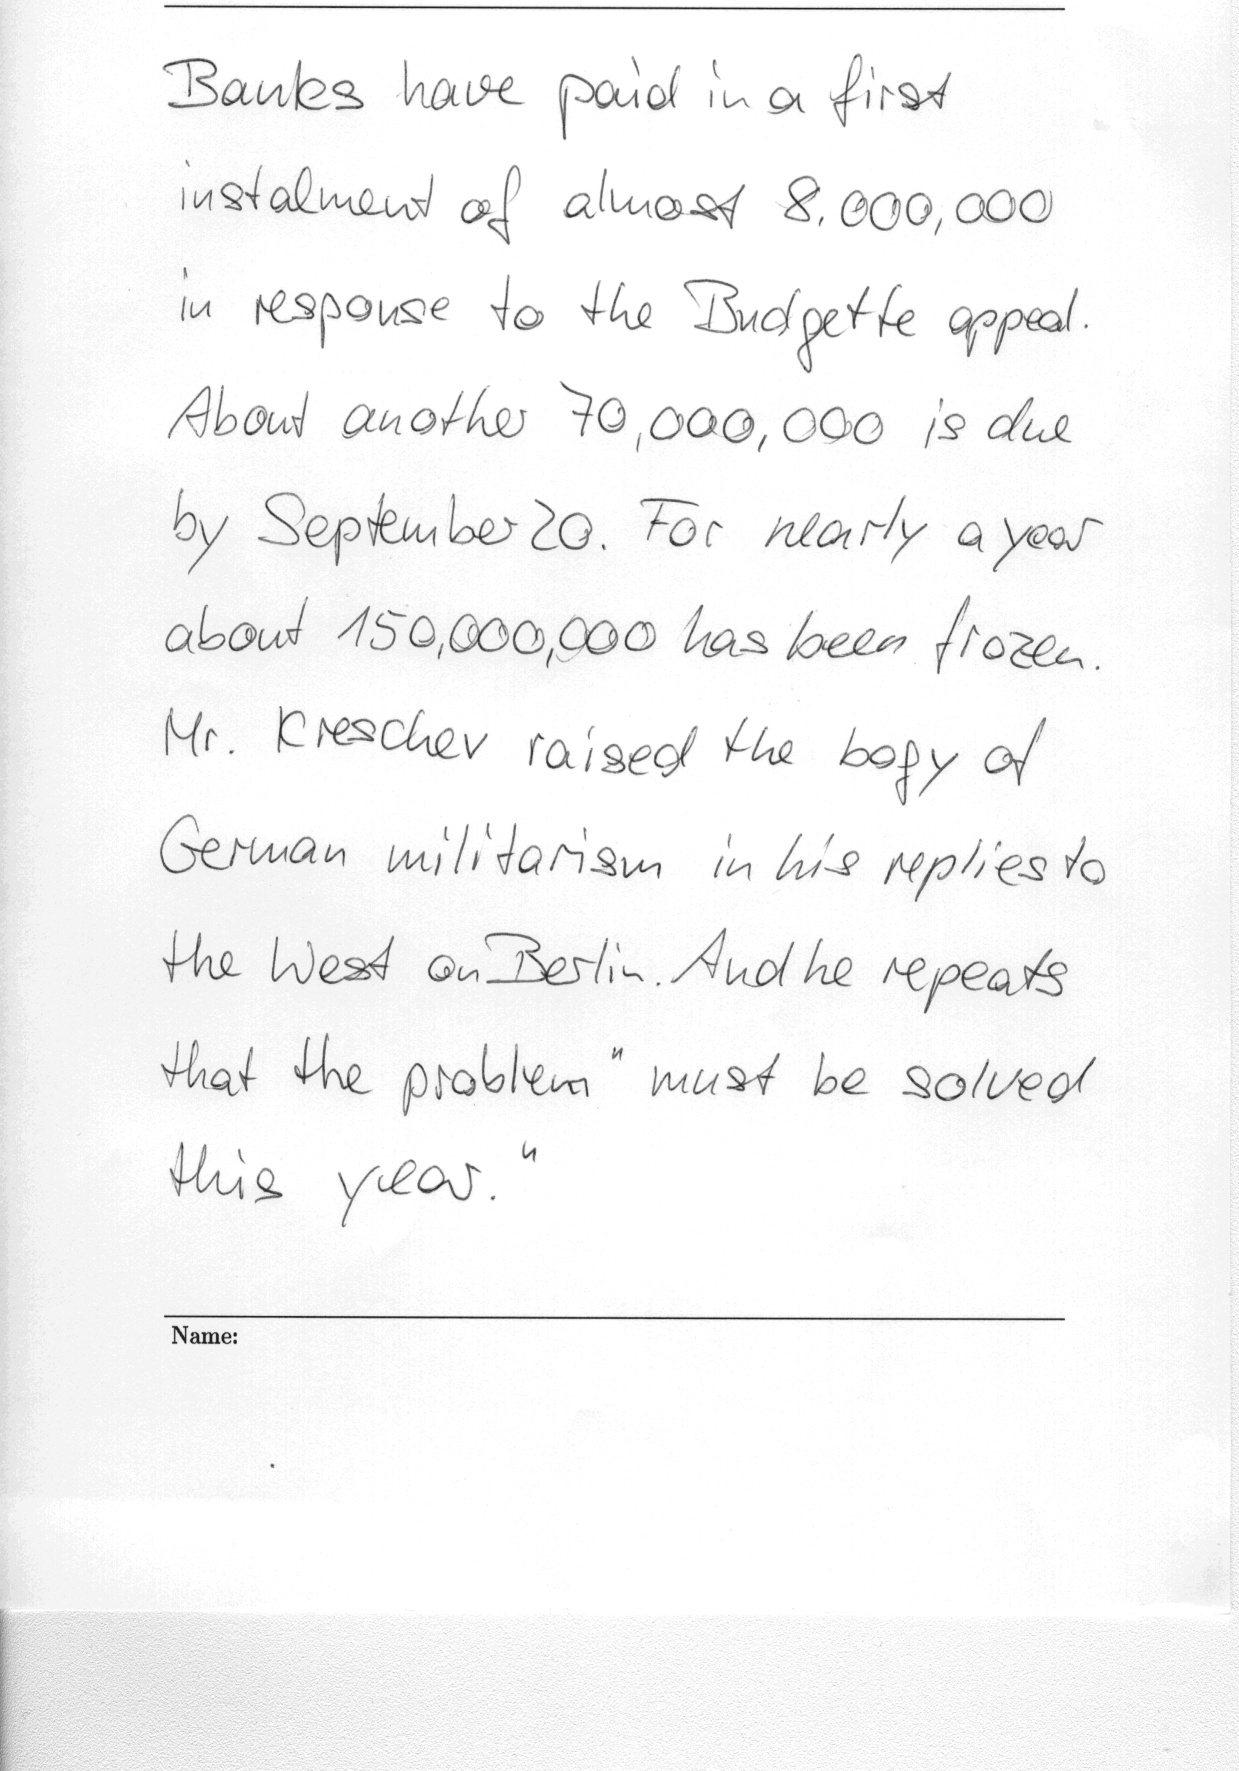 Banks have paid in a first
instalment of almost 8.000,000
in response to the Budgette appeal.
About another 70,000,000 is due
by September 20. For nearly a year
about 150,000,000 has been frozen.
Mr. Kreschev raised the bogy of
German militarism in his replies to
the West on Berlin. And he repeats
that the problem "must be solved
this year."
Name: